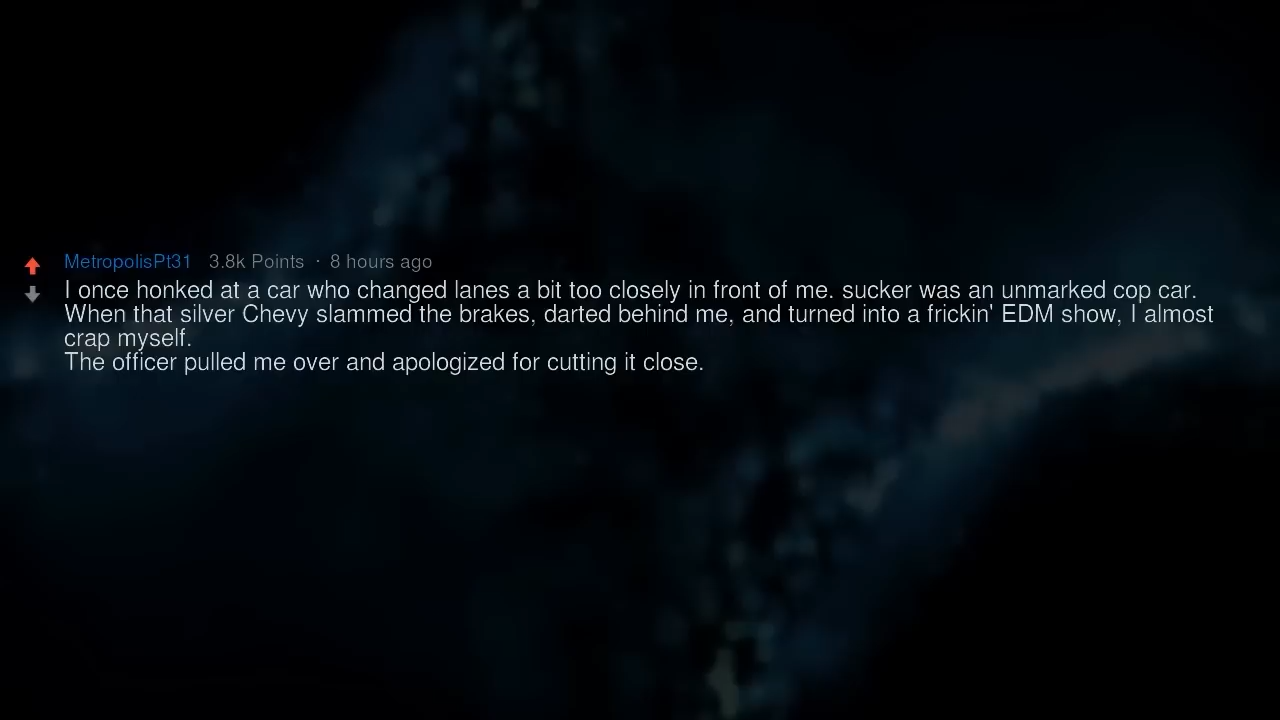 MetropolisPt31 3.8k Points · 8 hours ago
I once honked at a car who changed lanes a bit too closely in front of me. sucker was an unmarked cop car.
When that silver Chevy slammed the brakes, darted behind me, and turned into a frickin' EDM show, I almost
crap myself.
The officer pulled me over and apologized for cutting it close.